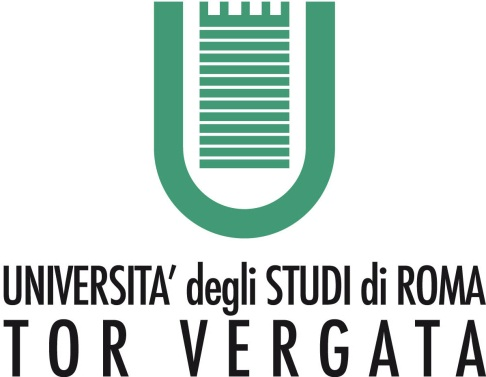 UNIVERSITA' degli STUDI di ROMA
TOR VERGATA